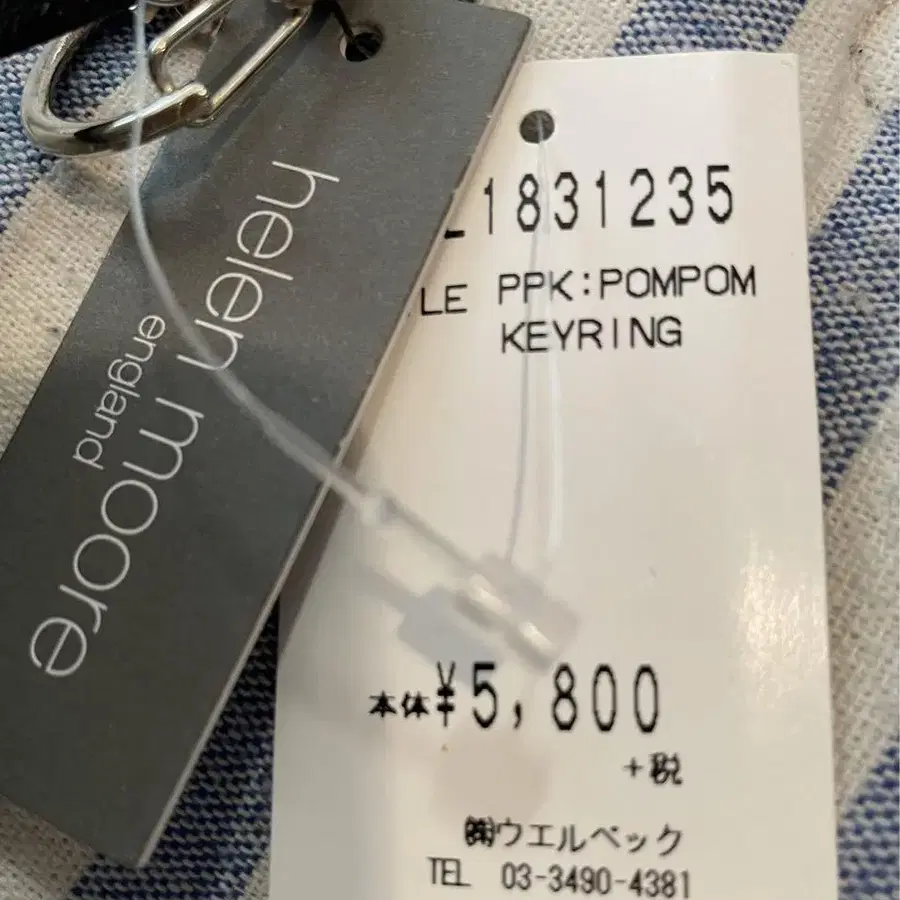 helen moore
england
1831235
LE PPK:POMPOM
KEYRING
本体¥5,800
+税
㈱ウエルベック
TEL 03-3490-4381